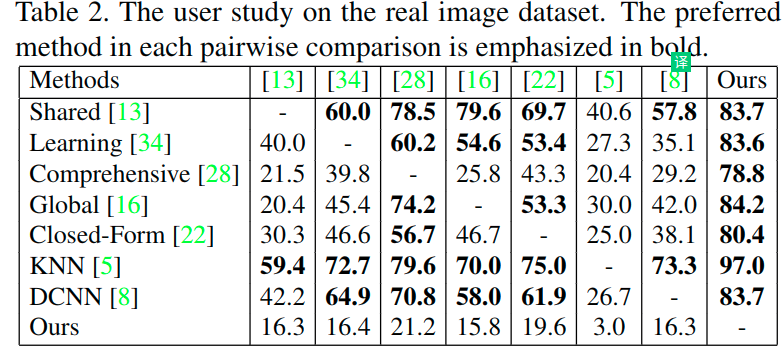 Table 2. The user study on the real image dataset. The preferred
method in each pairwise comparison is emphasized in bold.
译
Methods [13] [34] [28] [16] [22] [5] [8] Ours
Shared [13] - 60.0 78.5 79.6 69.7 40.6 57.8 83.7
Learning [34] 40.0 - 60.2 54.6 53.4 27.3 35.1 83.6
Comprehensive [28] 21.5 39.8 - 25.8 43.3 20.4 29.2 78.8
Global [16] 20.4 45.4 74.2 - 53.3 30.0 42.0 84.2
Closed-Form [22] 30.3 46.6 56.7 46.7 - 25.0 38.1 80.4
KNN [5] 59.4 72.7 79.6 70.0 75.0 - 73.3 97.0
DCNN [8] 42.2 64.9 70.8 58.0 61.9 26.7 - 83.7
Ours 16.3 16.4 21.2 15.8 19.6 3.0 16.3 -